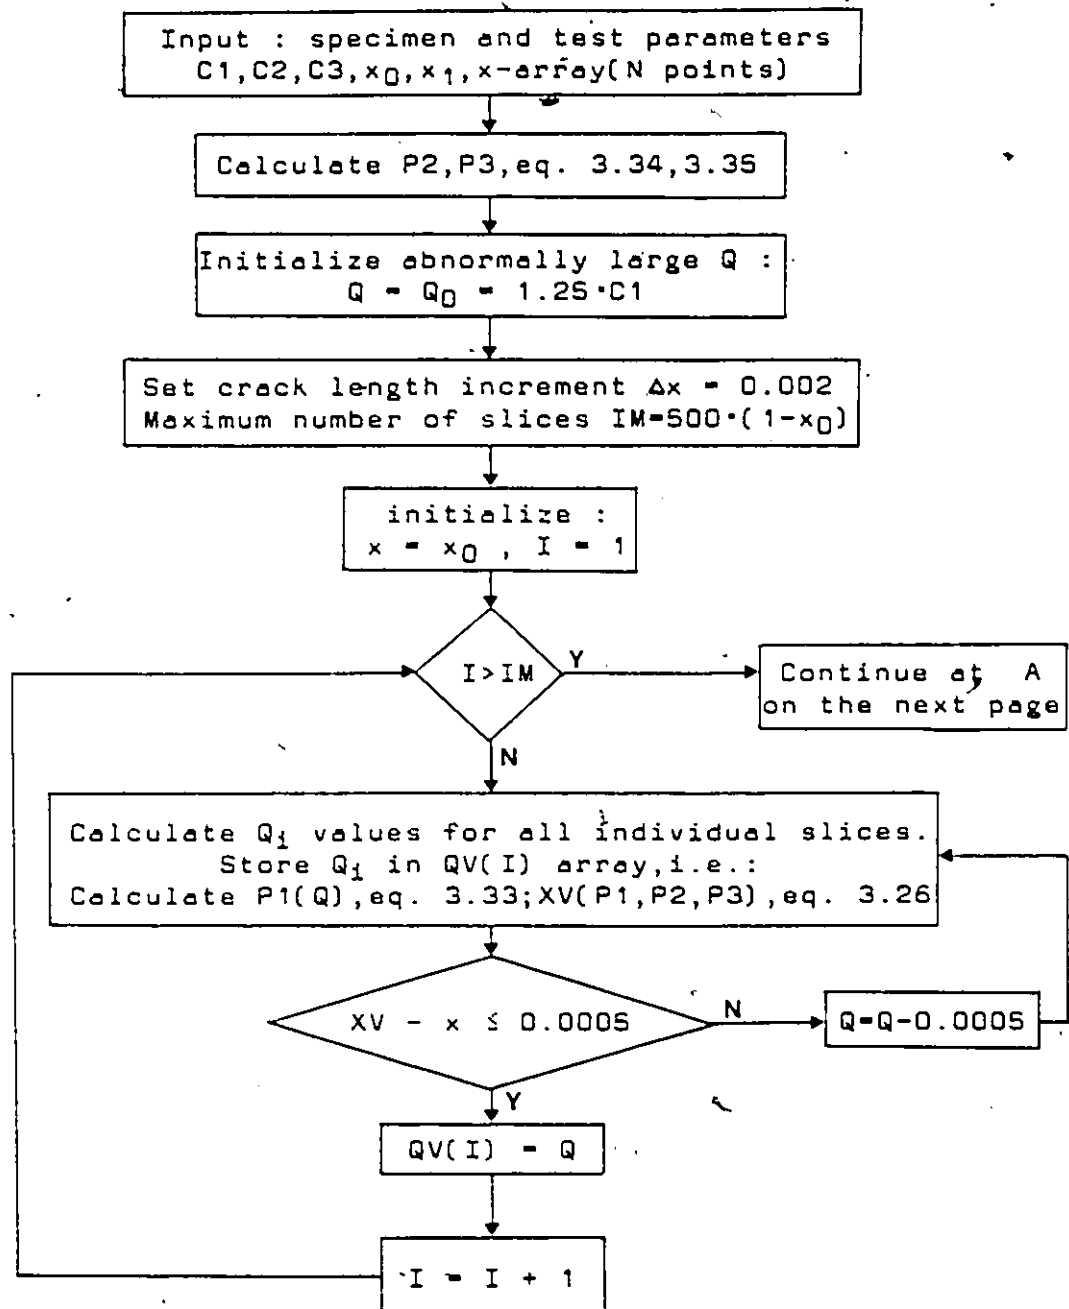 Input : specimen and test parameters
C1,C2,C3,x0,x1,x-array(N points)
Calculate P2,P3,eq. 3.34,3.35
Initialize abnormally large Q :
Q = Q0 = 1.25·C1
Set crack length increment Δx = 0.002
Maximum number of slices IM=500·(1-x0)
initialize :
x = x0 , I = 1
I>IM
Y
Continue at A
on the next page
N
Calculate Qi values for all individual slices.
Store Qi in QV(I) array,i.e.:
Calculate P1(Q),eq. 3.33;XV(P1,P2,P3),eq. 3.26
XV - x ≤ 0.0005
N
Q=Q-0.0005
Y
QV(I) = Q
I = I + 1